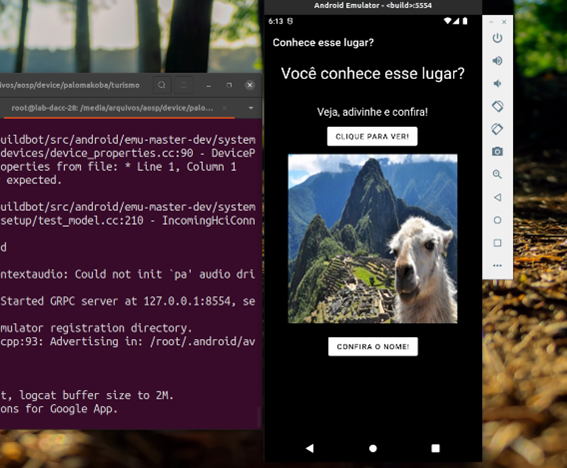 Android Emulator - <build>:5554
6:13
Conhece esse lugar?
Você conhece esse lugar?
Veja, adivinhe e confira!
CLIQUE PARA VER!
CONFIRA O NOME!
ivos/aosp/device/palomakoba/turismo
root@lab-dacc-28: /media/arquivos/aosp/device/palo...
uildbot/src/android/emu-master-dev/system
devices/device_properties.cc:90 - DeviceP
operties from file: * Line 1, Column 1
expected.
uildbot/src/android/emu-master-dev/system
setup/test_model.cc:210 - IncomingHciConn
d
ntextaudio: Could not init `pa' audio dri
Started GRPC server at 127.0.0.1:8554, se
mulator registration directory.
cpp:93: Advertising in: /root/.android/av
t, logcat buffer size to 2M.
ons for Google App.